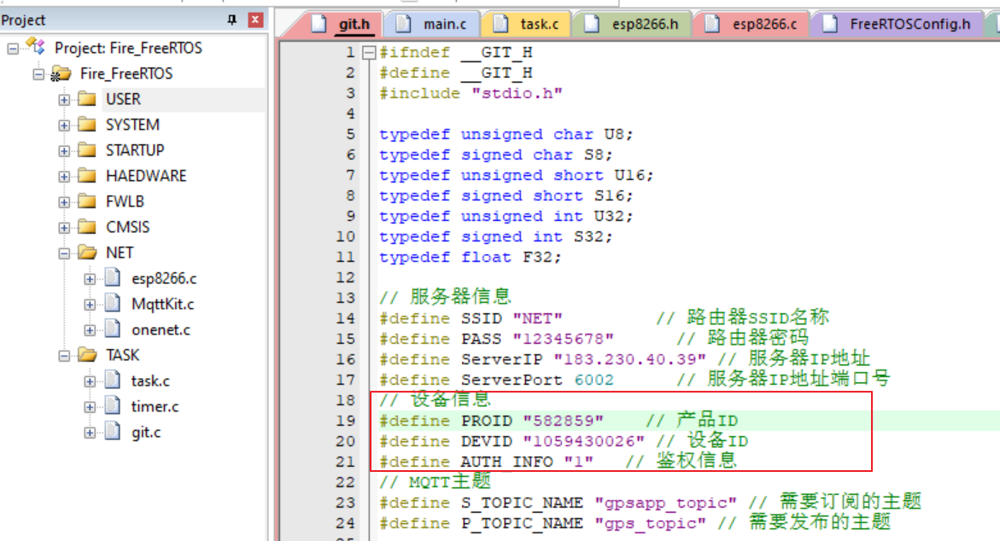 Project
Project: Fire_FreeRTOS
Fire_FreeRTOS
USER
SYSTEM
STARTUP
HAEDWARE
FWLB
CMSIS
NET
esp8266.c
MqttKit.c
onenet.c
TASK
task.c
timer.c
git.c
git.h
main.c
task.c
esp8266.h
esp8266.c
FreeRTOSConfig.h
1 #ifndef __GIT_H
2 #define __GIT_H
3 #include "stdio.h"
4
5 typedef unsigned char U8;
6 typedef signed char S8;
7 typedef unsigned short U16;
8 typedef signed short S16;
9 typedef unsigned int U32;
10 typedef signed int S32;
11 typedef float F32;
12
13 // 服务器信息
14 #define SSID "NET" // 路由器SSID名称
15 #define PASS "12345678" // 路由器密码
16 #define ServerIP "183.230.40.39" // 服务器IP地址
17 #define ServerPort 6002 // 服务器IP地址端口号
18 // 设备信息
19 #define PROID "582859" // 产品ID
20 #define DEVID "1059430026" // 设备ID
21 #define AUTH_INFO "1" // 鉴权信息
22 // MQTT主题
23 #define S_TOPIC_NAME "gpsapp_topic" // 需要订阅的主题
24 #define P_TOPIC_NAME "gps_topic" // 需要发布的主题